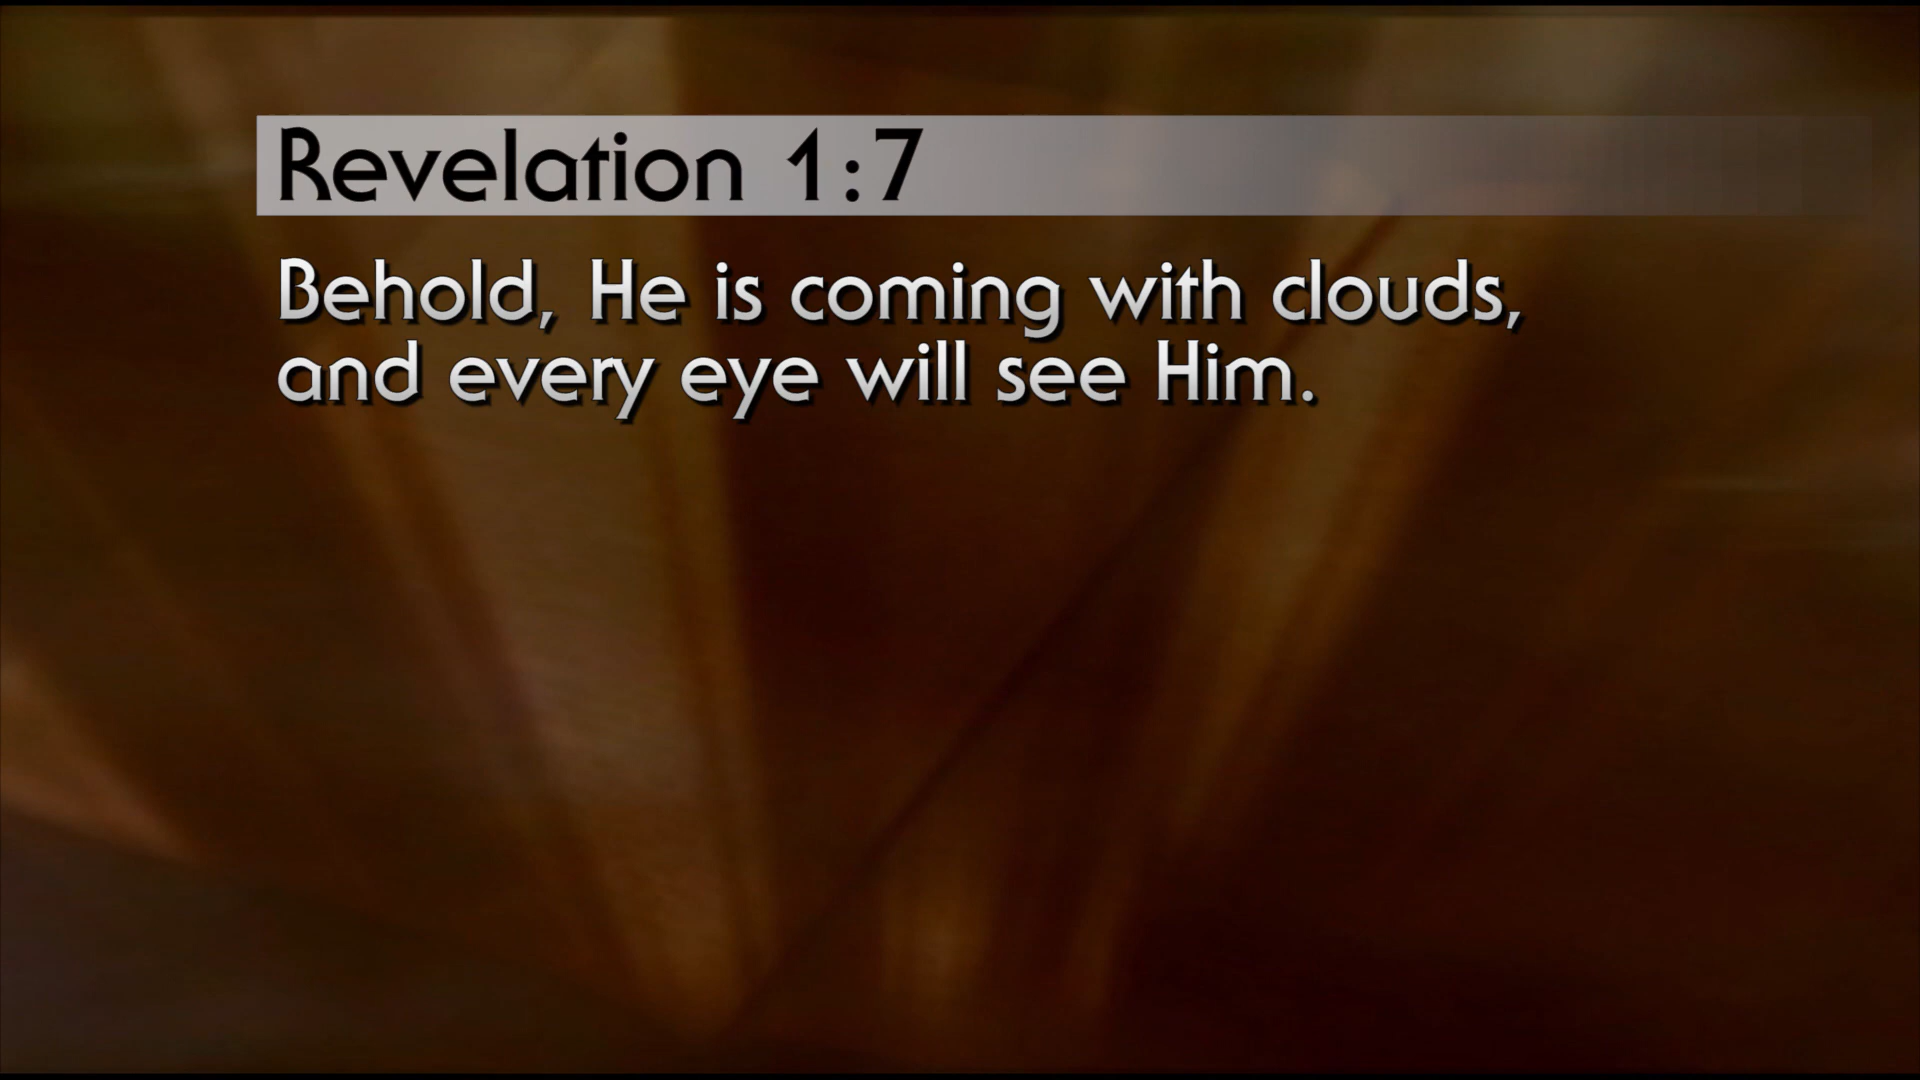 Revelation 1:7
Behold, He is coming with clouds,
and every eye will see Him.